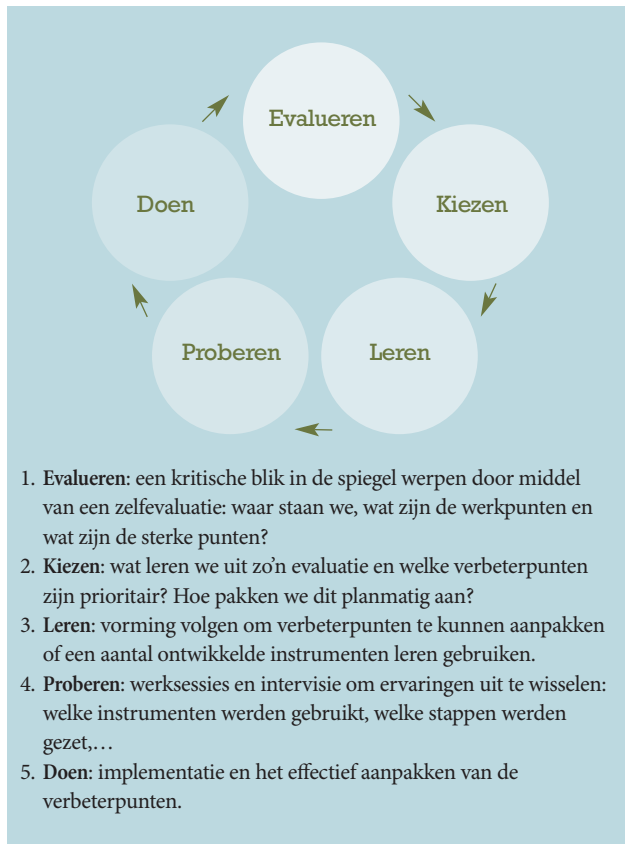 Evalueren
Doen
Kiezen
Proberen
Leren
1. Evalueren: een kritische blik in de spiegel werpen door middel
van een zelfevaluatie: waar staan we, wat zijn de werkpunten en
wat zijn de sterke punten?
2. Kiezen: wat leren we uit zo'n evaluatie en welke verbeterpunten
zijn prioritair? Hoe pakken we dit planmatig aan?
3. Leren: vorming volgen om verbeterpunten te kunnen aanpakken
of een aantal ontwikkelde instrumenten leren gebruiken.
4. Proberen: werksessies en intervisie om ervaringen uit te wisselen:
welke instrumenten werden gebruikt, welke stappen werden
gezet,…
5. Doen: implementatie en het effectief aanpakken van de
verbeterpunten.